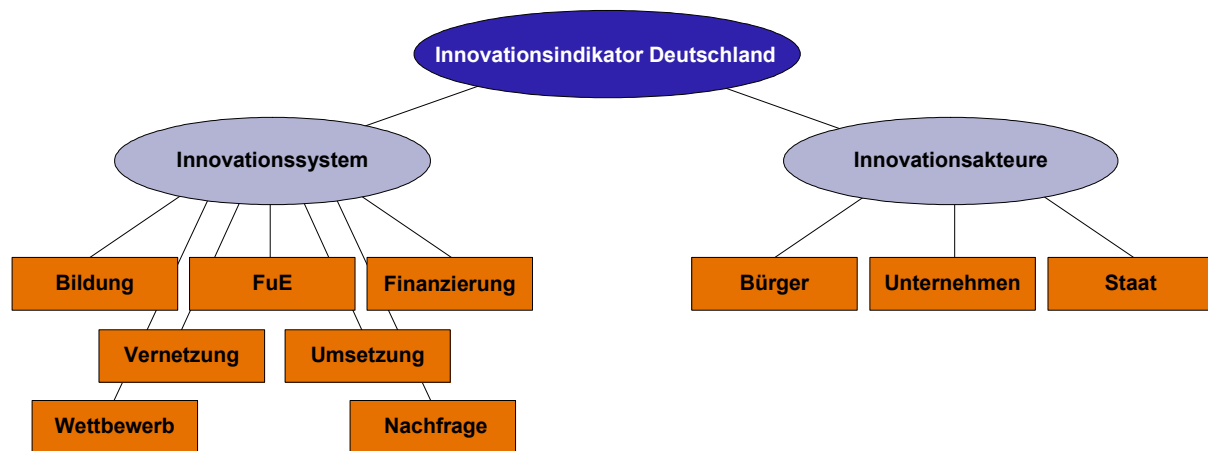 Innovationsindikator Deutschland
Innovationssystem
Innovationsakteure
Bildung
FuE
Finanzierung
Bürger
Unternehmen
Staat
Vernetzung
Umsetzung
Wettbewerb
Nachfrage